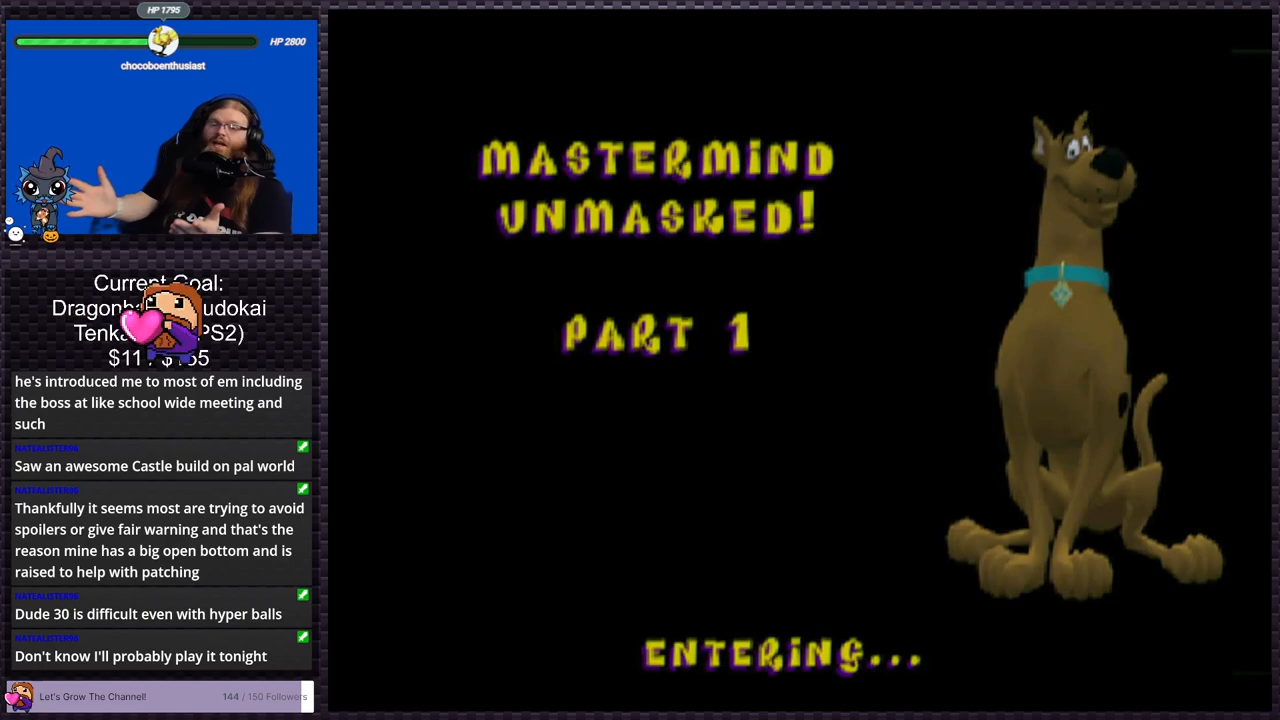 HP 1795
HP 2800
chocoboenthusiast
Current Goal:
$11
he's introduced me to most of em including
the boss at like school wide meeting and
such
NATEALISTER96
Saw an awesome Castle build on pal world
NATEALISTER96
Thankfully it seems most are trying to avoid
spoilers or give fair warning and that's the
reason mine has a big open bottom and is
raised to help with patching
NATEALISTER96
Dude 30 is difficult even with hyper balls
NATEALISTER96
Don't know I'll probably play it tonight
Let's Grow The Channel!
144 / 150 Followers
MASTERMIND
UNMASKED!
PART 1
ENTERING...